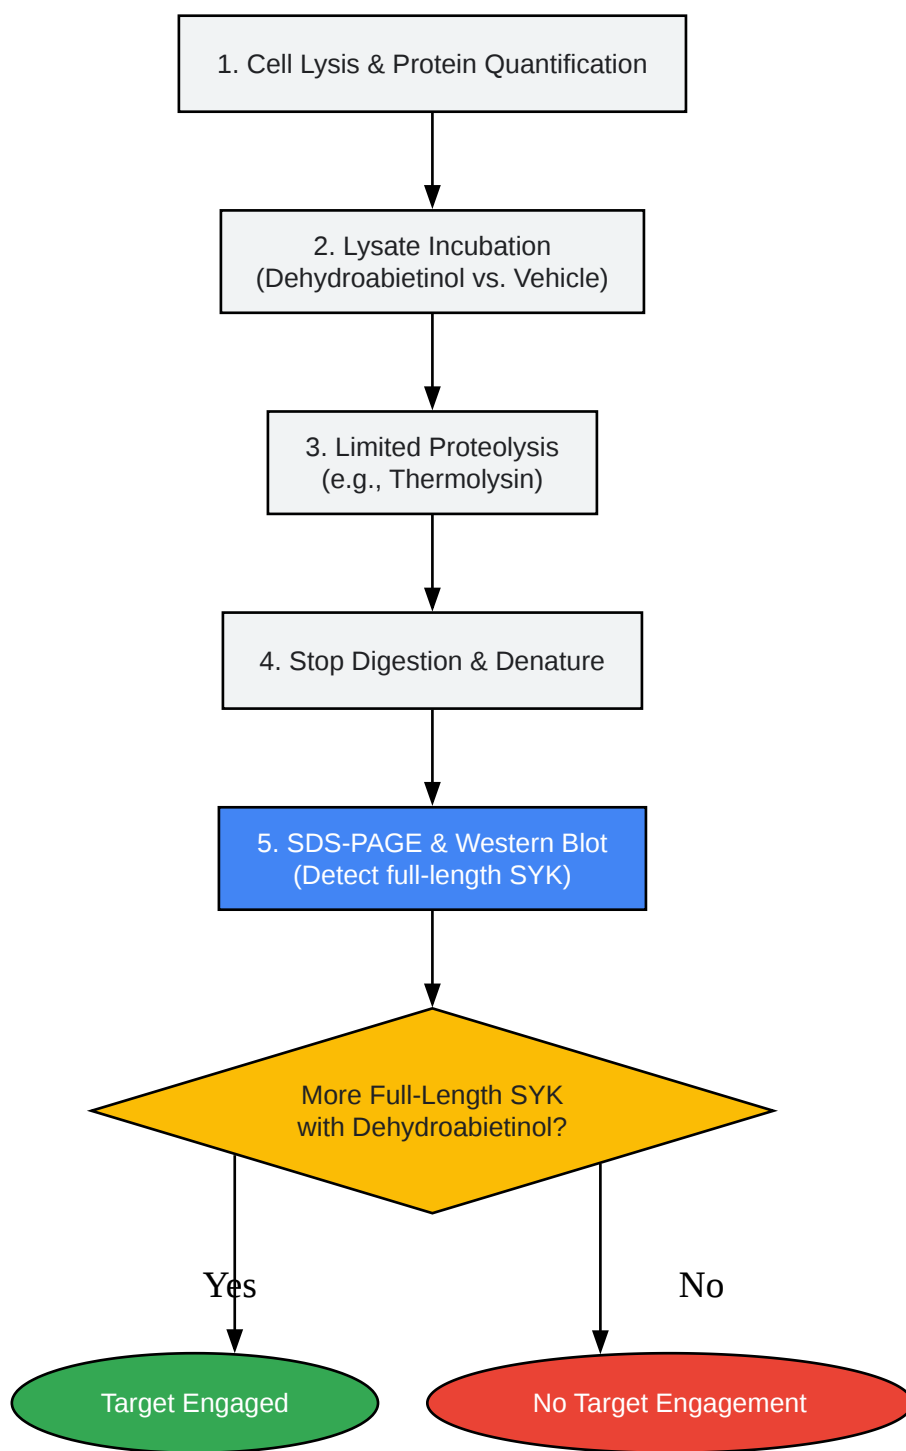 1. Cell Lysis & Protein Quantification
2. Lysate Incubation
(Dehydroabietinol vs. Vehicle)
3. Limited Proteolysis
(e.g., Thermolysin)
4. Stop Digestion & Denature
5. SDS-PAGE & Western Blot
(Detect full-length SYK)
More Full-Length SYK
with Dehydroabietinol?
Yes
No
Target Engaged
No Target Engagement